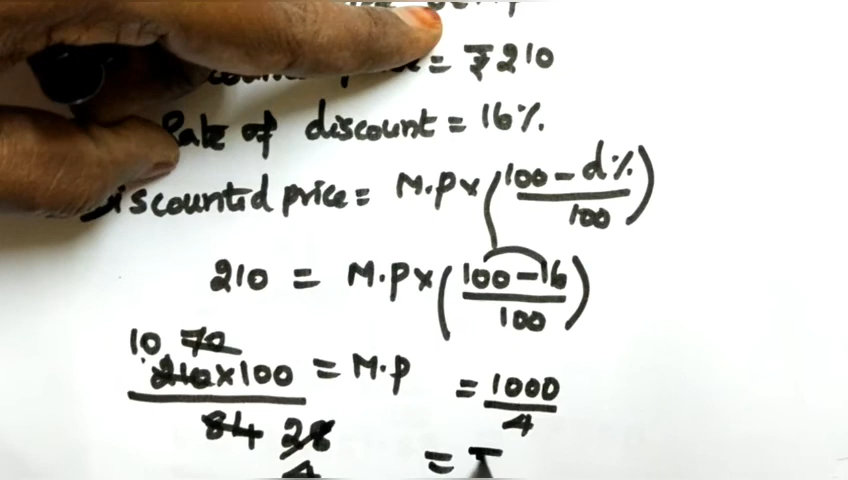 = ₹210
Rate of discount = 16%.
Discounted price = M.P x (100 - d% / 100)
210 = M.P x (100 - 16 / 100)
10 70
210 x 100 / 84 28 4 = M.P = 1000 / 4
=